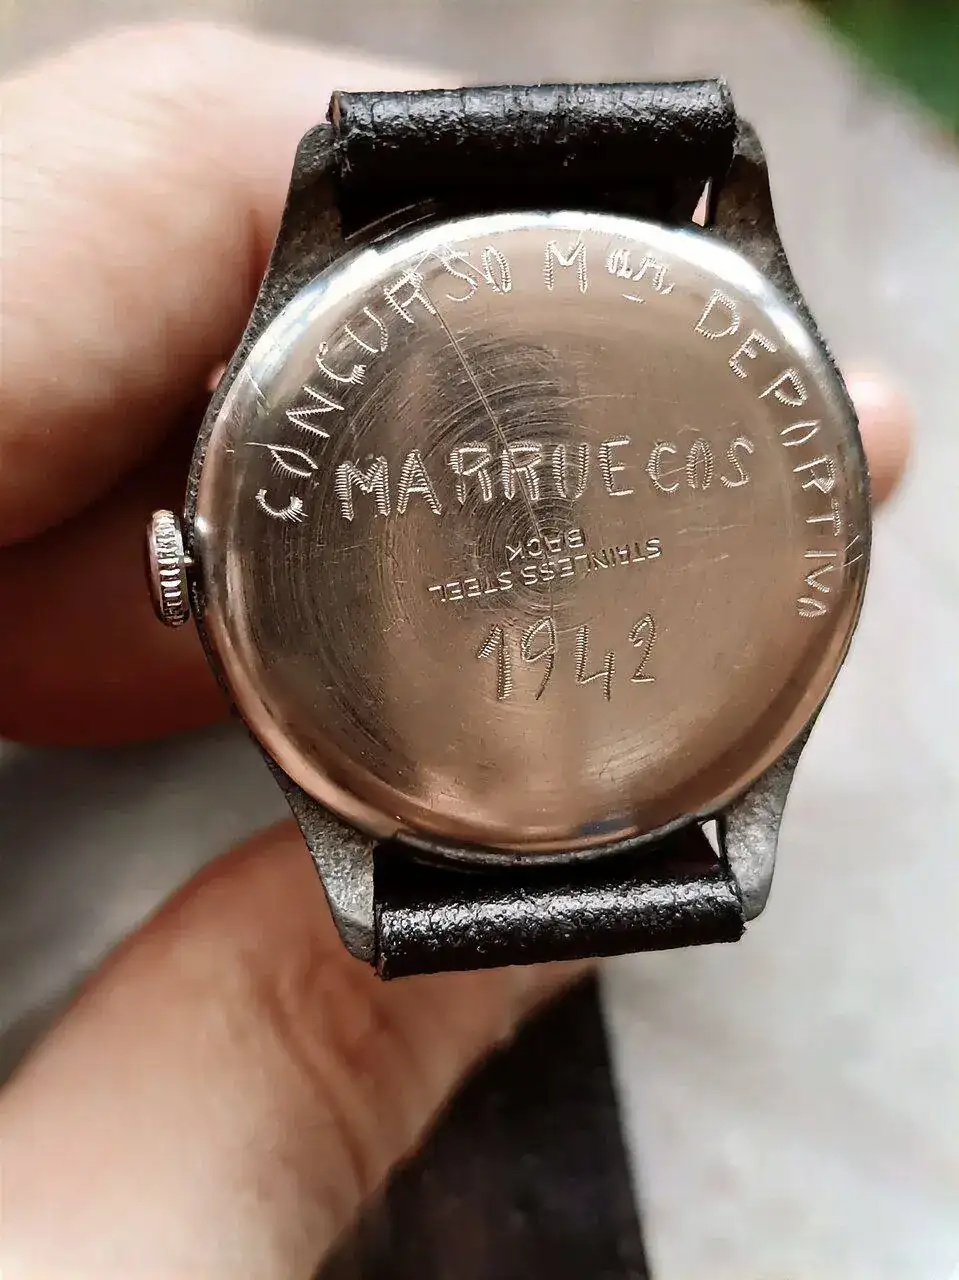 CONCURSO Mar DEPORTIVO
MARRUECOS
STAINLESS STEEL
BACK
1942